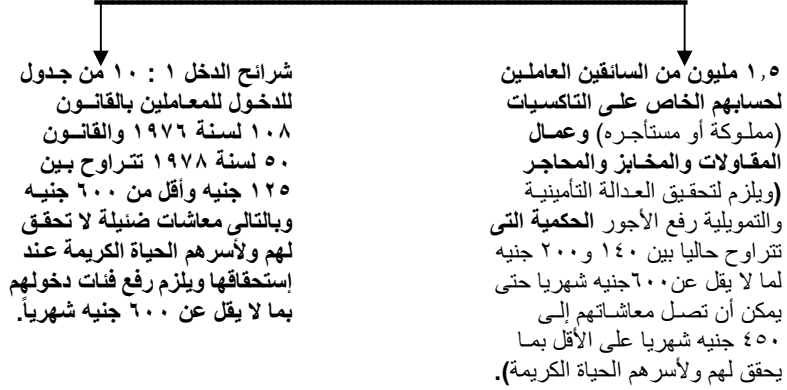 ١,٥ مليون من السائقين العاملين
لحسابهم الخاص على التاكسيات
(مملوكة أو مستأجره) وعمال
المقاولات والمخابز والمحاجر
(ويلزم لتحقيق العدالة التأمينية
والتمويلية رفع الأجور الحكمية التى
تتراوح حاليا بين ١٤٠ و٢٠٠ جنيه
لما لا يقل عن٦٠٠جنيه شهريا حتى
يمكن أن تصل معاشاتهم إلى
٤٥٠ جنيه شهريا على الأقل بما
يحقق لهم ولأسرهم الحياة الكريمة).
شرائح الدخل ١ : ١٠ من جدول
للدخول للمعاملين بالقانون
١٠٨ لسنة ١٩٧٦ والقانون
٥٠ لسنة ١٩٧٨ تتراوح بين
١٢٥ جنيه وأقل من ٦٠٠ جنيه
وبالتالى معاشات ضئيلة لا تحقق
لهم ولأسرهم الحياة الكريمة عند
إستحقاقها ويلزم رفع فئات دخولهم
بما لا يقل عن ٦٠٠ جنيه شهرياً.